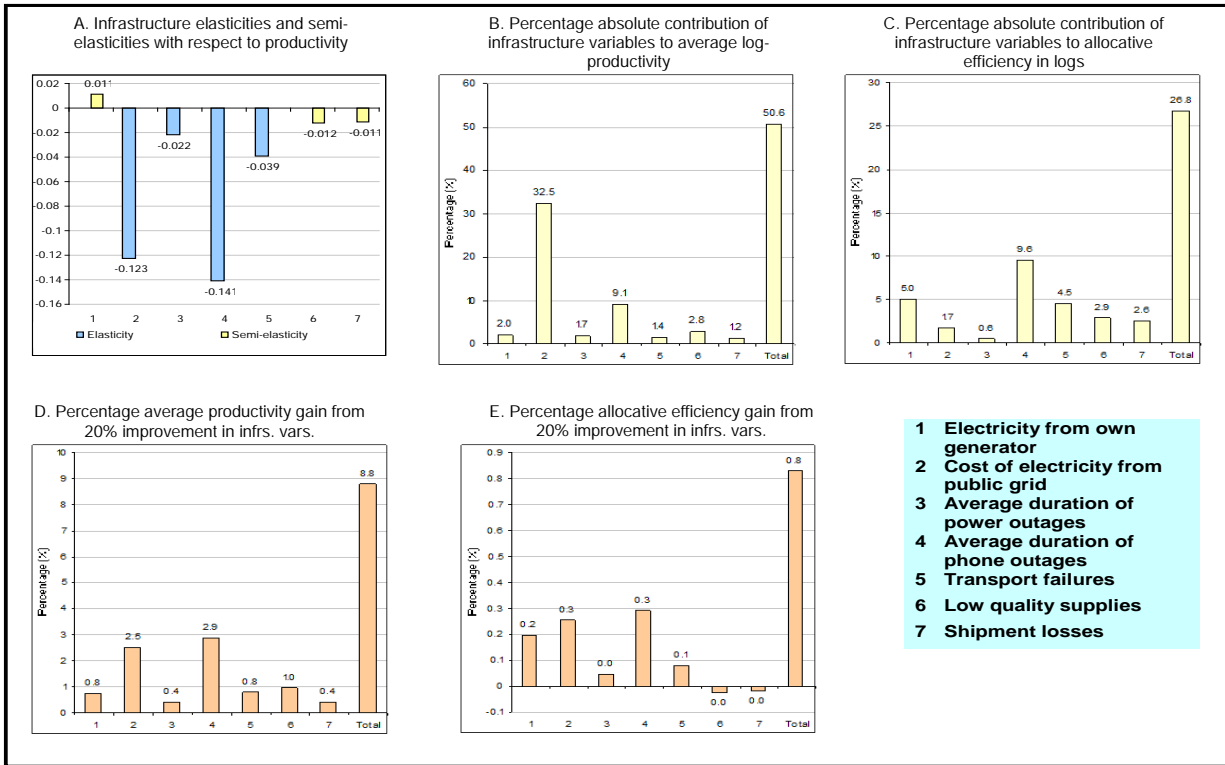 A. Infrastructure elasticities and semi-
elasticities with respect to productivity
0.02
0
-0.02
-0.04
-0.06
-0.08
-0.1
-0.12
-0.14
-0.16
0.011
-0.123
-0.022
-0.141
-0.039
-0.012
-0.011
1 2 3 4 5 6 7
Elasticity Semi-elasticity
B. Percentage absolute contribution of
infrastructure variables to average log-
productivity
Percentage (%)
60
50
40
30
20
10
0
2.0
32.5
1.7
9.1
1.4
2.8
1.2
50.6
1 2 3 4 5 6 7 Total
C. Percentage absolute contribution of
infrastructure variables to allocative
efficiency in logs
Percentage (%)
30
25
20
15
10
5
0
5.0
1.7
0.6
9.6
4.5
2.9
2.6
26.8
1 2 3 4 5 6 7 Total
D. Percentage average productivity gain from
20% improvement in infrs. vars.
Percentage (%)
10
9
8
7
6
5
4
3
2
1
0
0.8
2.5
0.4
2.9
0.8
1.0
0.4
8.8
1 2 3 4 5 6 7 Total
E. Percentage allocative efficiency gain from
20% improvement in infrs. vars.
Percentage (%)
0.9
0.8
0.7
0.6
0.5
0.4
0.3
0.2
0.1
0
-0.1
0.2
0.3
0.0
0.3
0.1
0.0
0.0
0.8
1 2 3 4 5 6 7 Total
1 Electricity from own
generator
2 Cost of electricity from
public grid
3 Average duration of
power outages
4 Average duration of
phone outages
5 Transport failures
6 Low quality supplies
7 Shipment losses